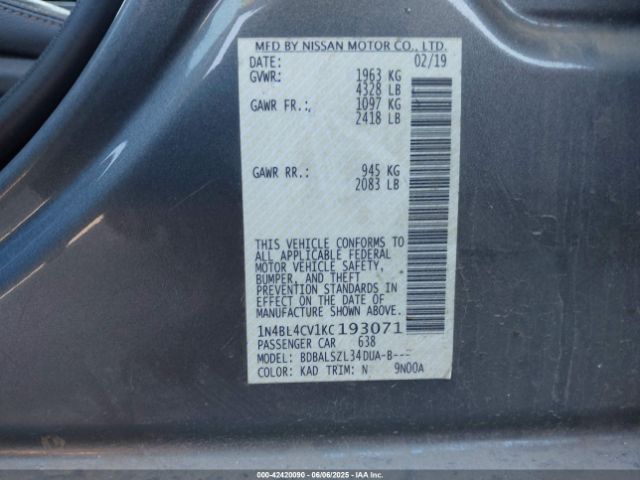 MFD BY NISSAN MOTOR CO., LTD.
DATE: 02/19
GVWR: 1963 KG
4328 LB
GAWR FR.: 1097 KG
2418 LB
GAWR RR.: 945 KG
2083 LB
THIS VEHICLE CONFORMS TO
ALL APPLICABLE FEDERAL
MOTOR VEHICLE SAFETY,
BUMPER, AND THEFT
PREVENTION STANDARDS IN
EFFECT ON THE DATE OF
MANUFACTURE SHOWN ABOVE.
1N4BL4CV1KC193071
PASSENGER CAR 638
MODEL: BDBALSZL34DUA-B---
COLOR: KAD TRIM: N 9N00A
00-42420090 - 06/06/2025 - IAAI.COM